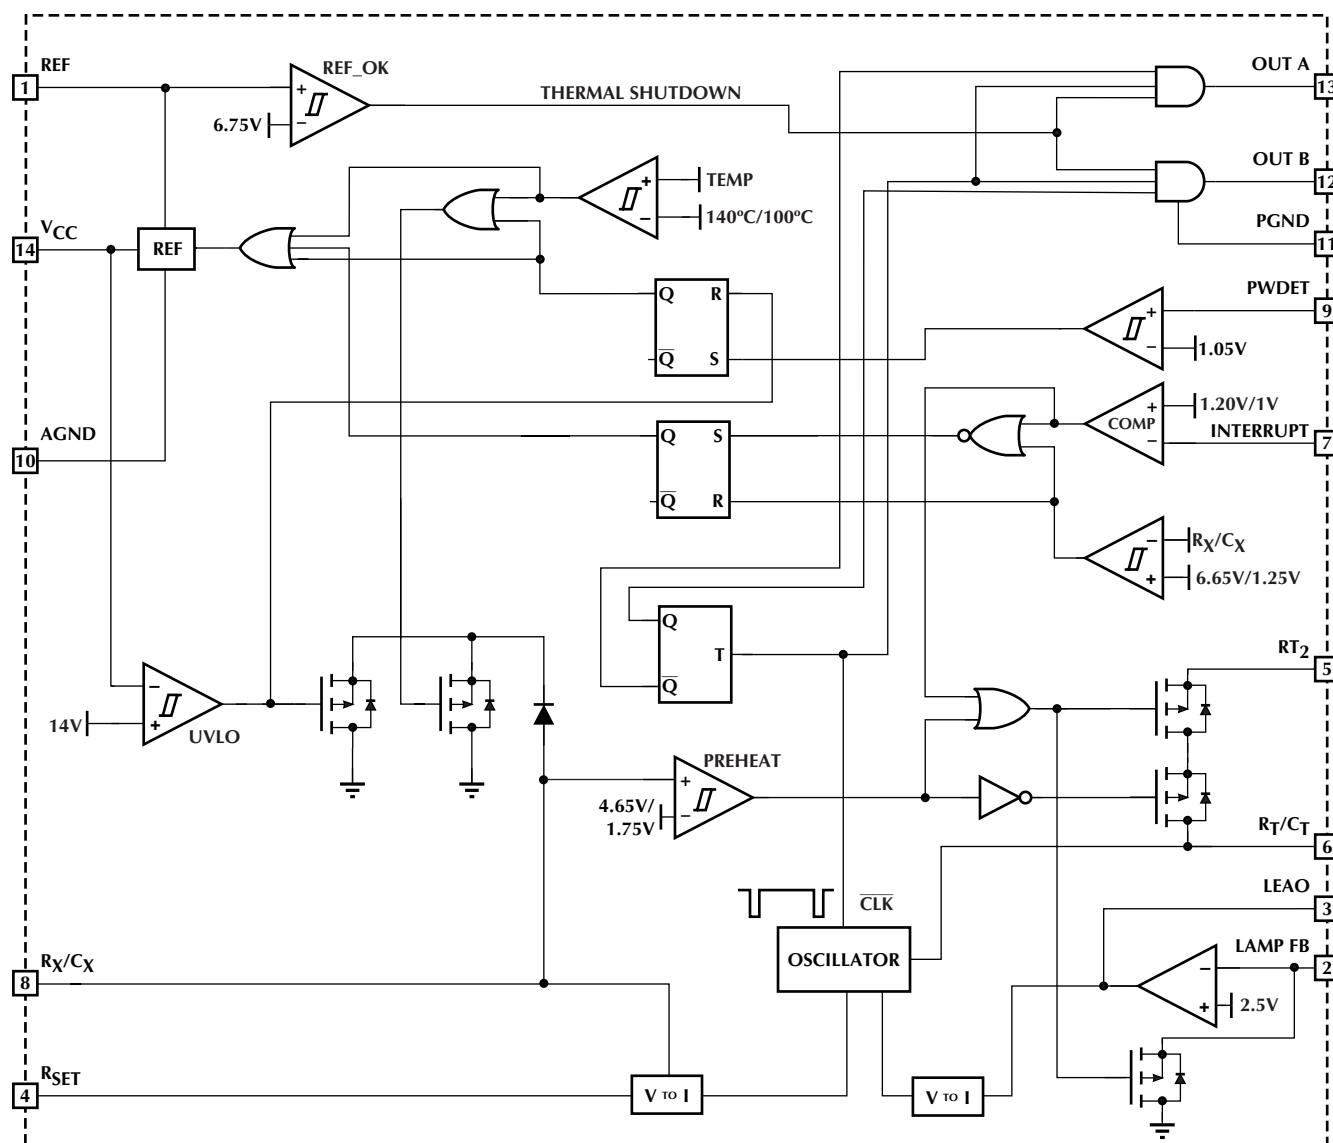 REF
1
REF_OK
+
−
6.75V
THERMAL SHUTDOWN
OUT A
13
OUT B
12
PGND
11
TEMP
+
−
140ºC/100ºC
VCC
14
REF
Q R
Q̅ S
PWDET
9
+
−
1.05V
AGND
10
Q S
Q̅ R
COMP
+
−
1.20V/1V
INTERRUPT
7
−
RX/CX
+
6.65V/1.25V
Q
T
Q̅
RT2
5
−
+
14V
UVLO
PREHEAT
+
−
4.65V/
1.75V
RT/CT
6
C̅L̅K̅
OSCILLATOR
LEAO
3
LAMP FB
2
−
+
2.5V
RX/CX
8
RSET
4
V TO I
V TO I